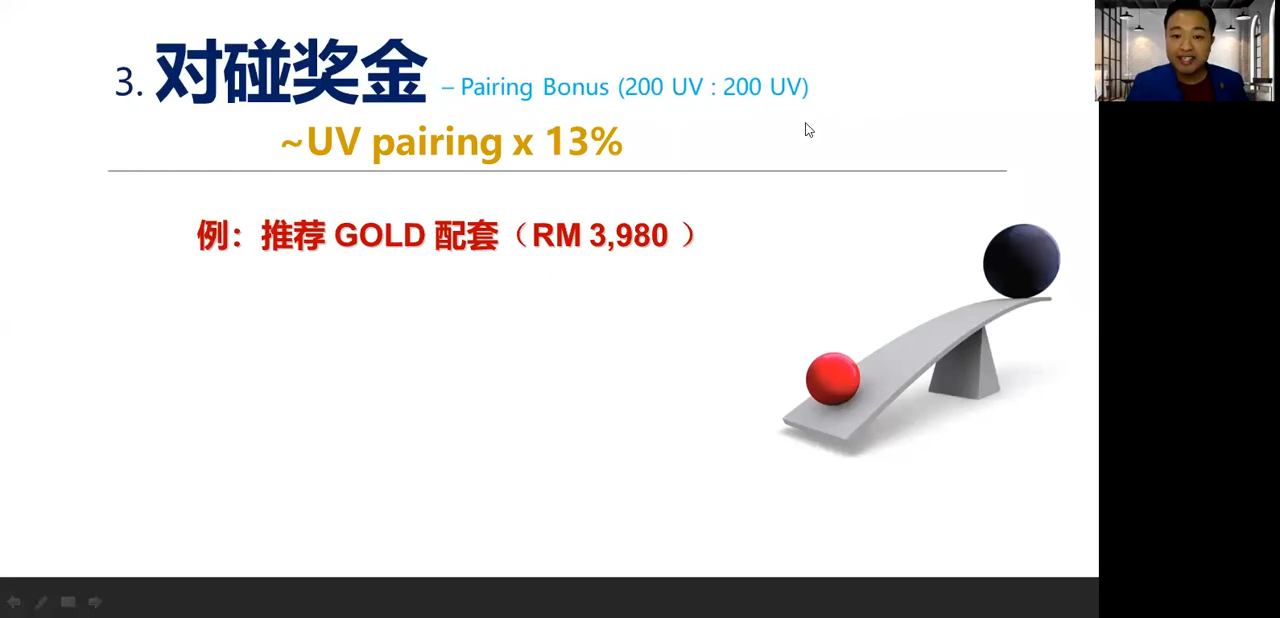 3. 对碰奖金 – Pairing Bonus (200 UV : 200 UV)
~UV pairing x 13%
例：推荐 GOLD 配套（RM 3,980 ）